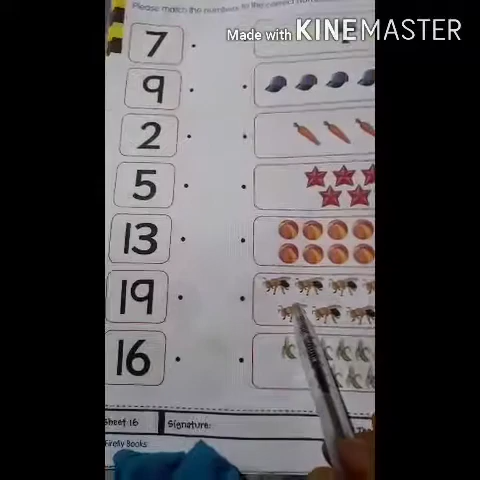 Please match the numbers to the correct
Made with KINEMASTER
7
9
2
5
13
19
16
Sheet 16
Signature:
Firefly Books